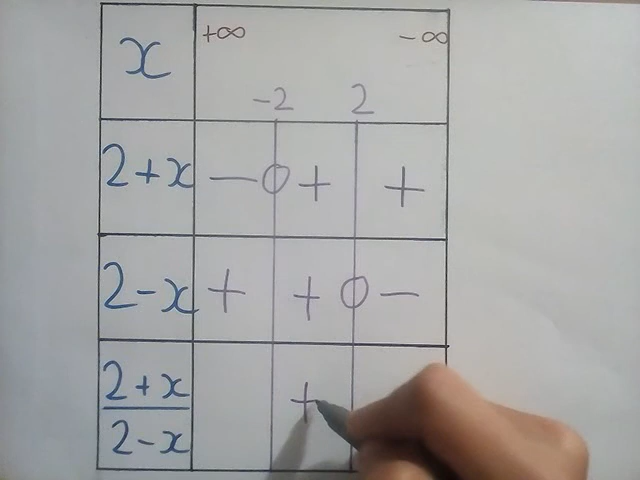 x +∞ -∞
-2 2
2+x - 0 + +
2-x + + 0 -
2+x
2-x +